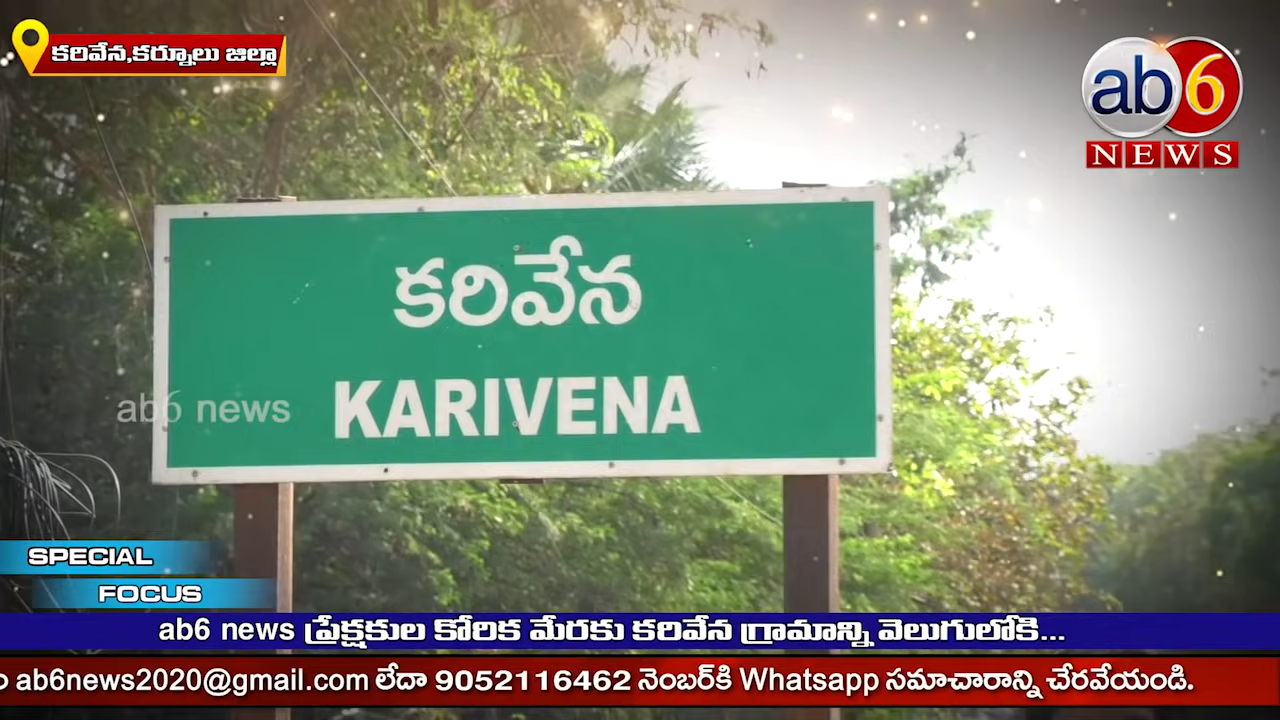 కరివేన,కర్నూలు జిల్లా
ab6
NEWS
కరివేన
KARIVENA
ab6 news
SPECIAL
FOCUS
ab6 news ప్రేక్షకుల కోరిక మేరకు కరివేన గ్రామాన్ని వెలుగులోకి...
ab6news2020@gmail.com లేదా 9052116462 నెంబర్‌కి Whatsapp సమాచారాన్ని చేరవేయండి.